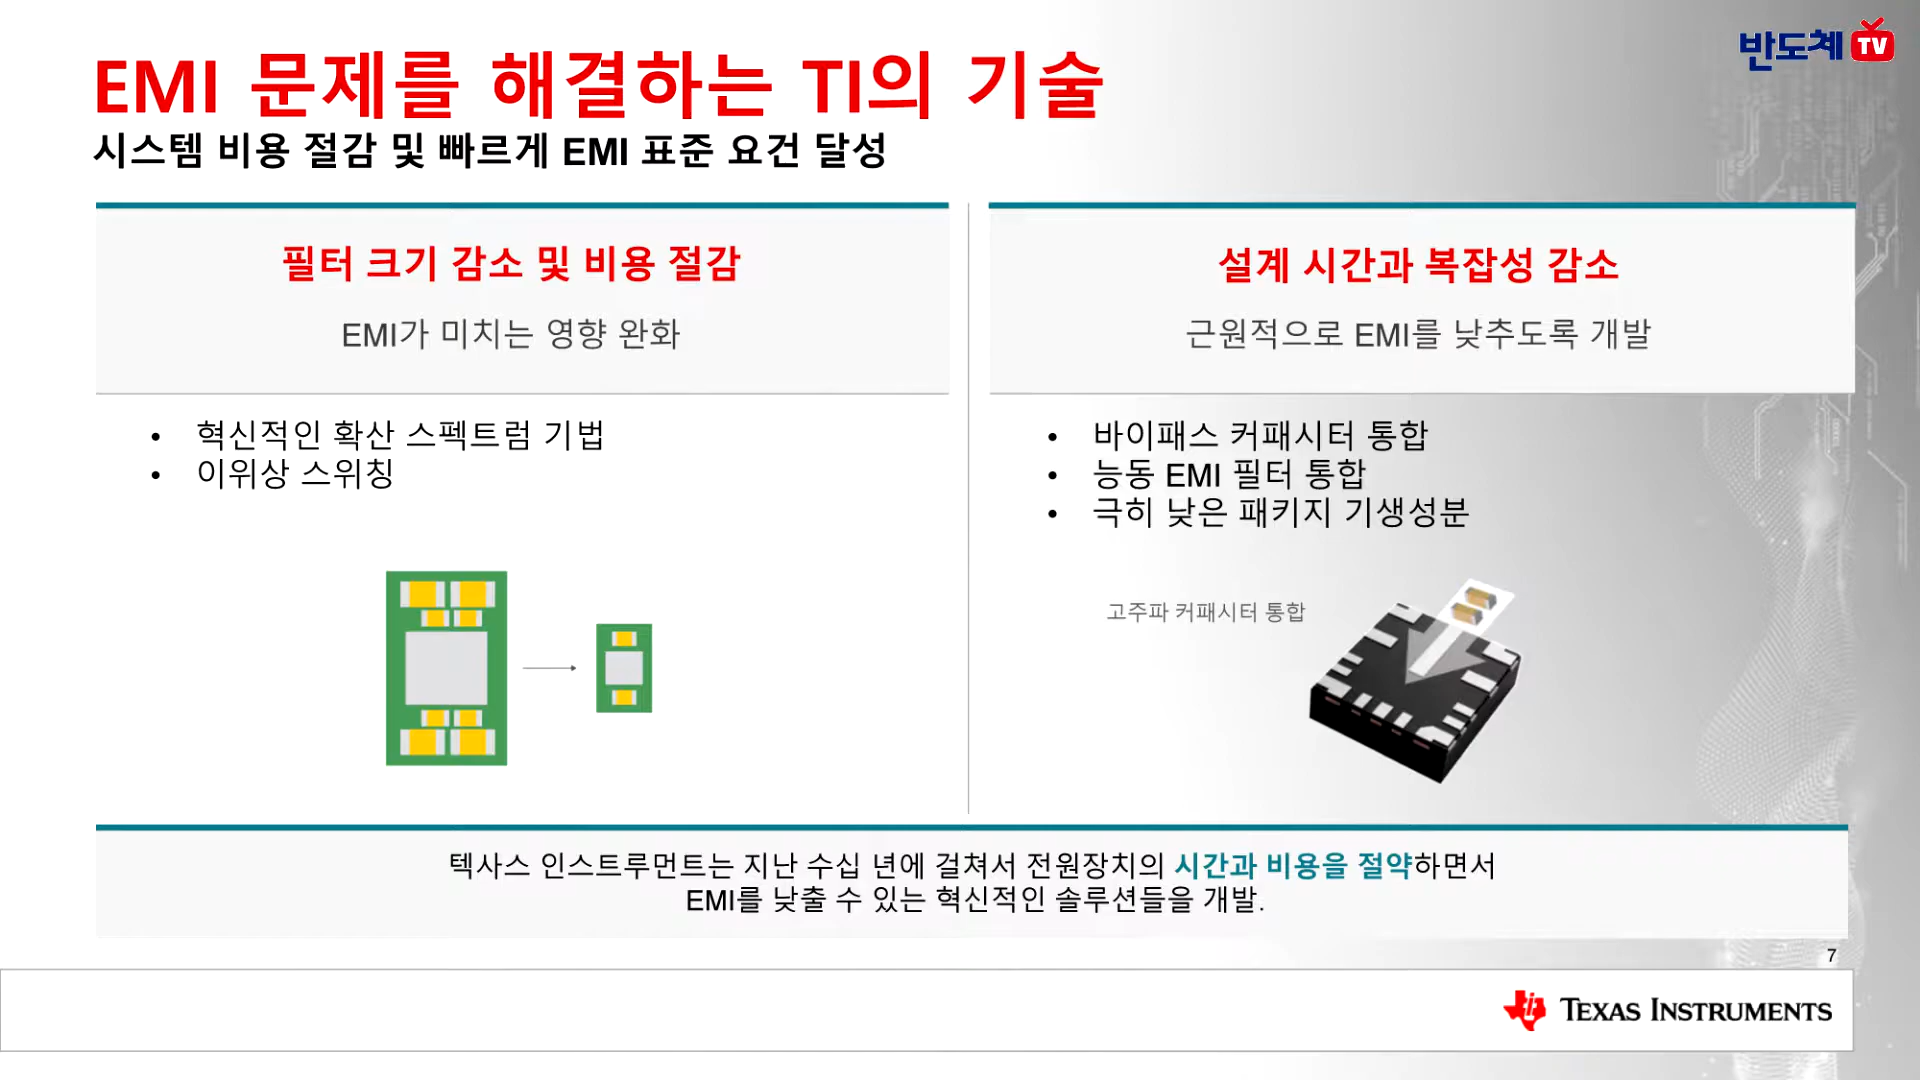 반도체 TV
EMI 문제를 해결하는 TI의 기술
시스템 비용 절감 및 빠르게 EMI 표준 요건 달성
필터 크기 감소 및 비용 절감
EMI가 미치는 영향 완화
• 혁신적인 확산 스펙트럼 기법
• 이위상 스위칭
설계 시간과 복잡성 감소
근원적으로 EMI를 낮추도록 개발
• 바이패스 커패시터 통합
• 능동 EMI 필터 통합
• 극히 낮은 패키지 기생성분
고주파 커패시터 통합
텍사스 인스트루먼트는 지난 수십 년에 걸쳐서 전원장치의 시간과 비용을 절약하면서
EMI를 낮출 수 있는 혁신적인 솔루션들을 개발.
7
TEXAS INSTRUMENTS